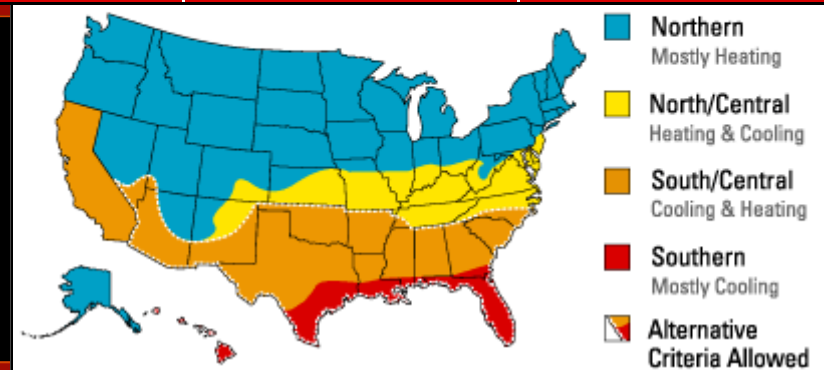 Northern
Mostly Heating
North/Central
Heating & Cooling
South/Central
Cooling & Heating
Southern
Mostly Cooling
Alternative
Criteria Allowed